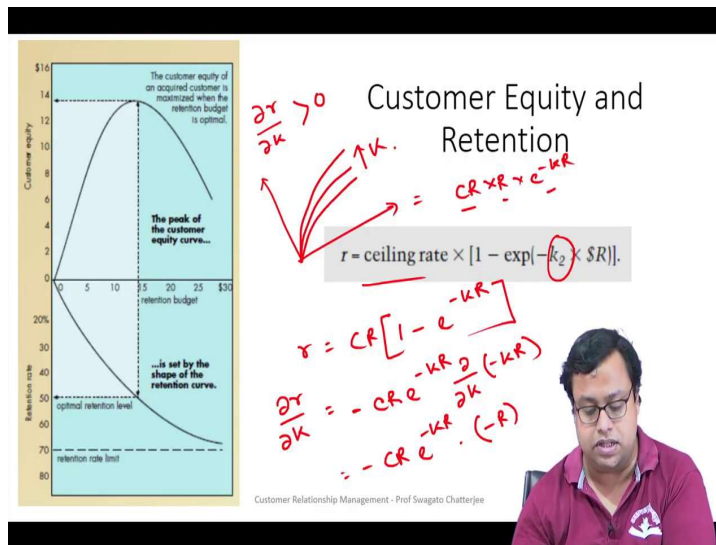 Customer Equity and
Retention
$16
14
12
10
8
6
4
2
0
Customer equity
The customer equity of
an acquired customer is
maximized when the
retention budget
is optimal.
The peak of
the customer
equity curve...
0 5 10 15 20 25 $30
retention budget
20%
30
40
50
60
70
80
Retention rate
...is set by the
shape of the
retention curve.
optimal retention level
retention rate limit
∂r/∂k > 0
↑k.
= CR × R × e^-kR
r = ceiling rate × [1 − exp(−k₂ × $R)].
r = CR[1 − e^-kR]
∂r/∂k = - CR e^-kR ∂/∂k (-kR)
= - CR e^-kR . (-R)
Customer Relationship Management - Prof Swagato Chatterjee